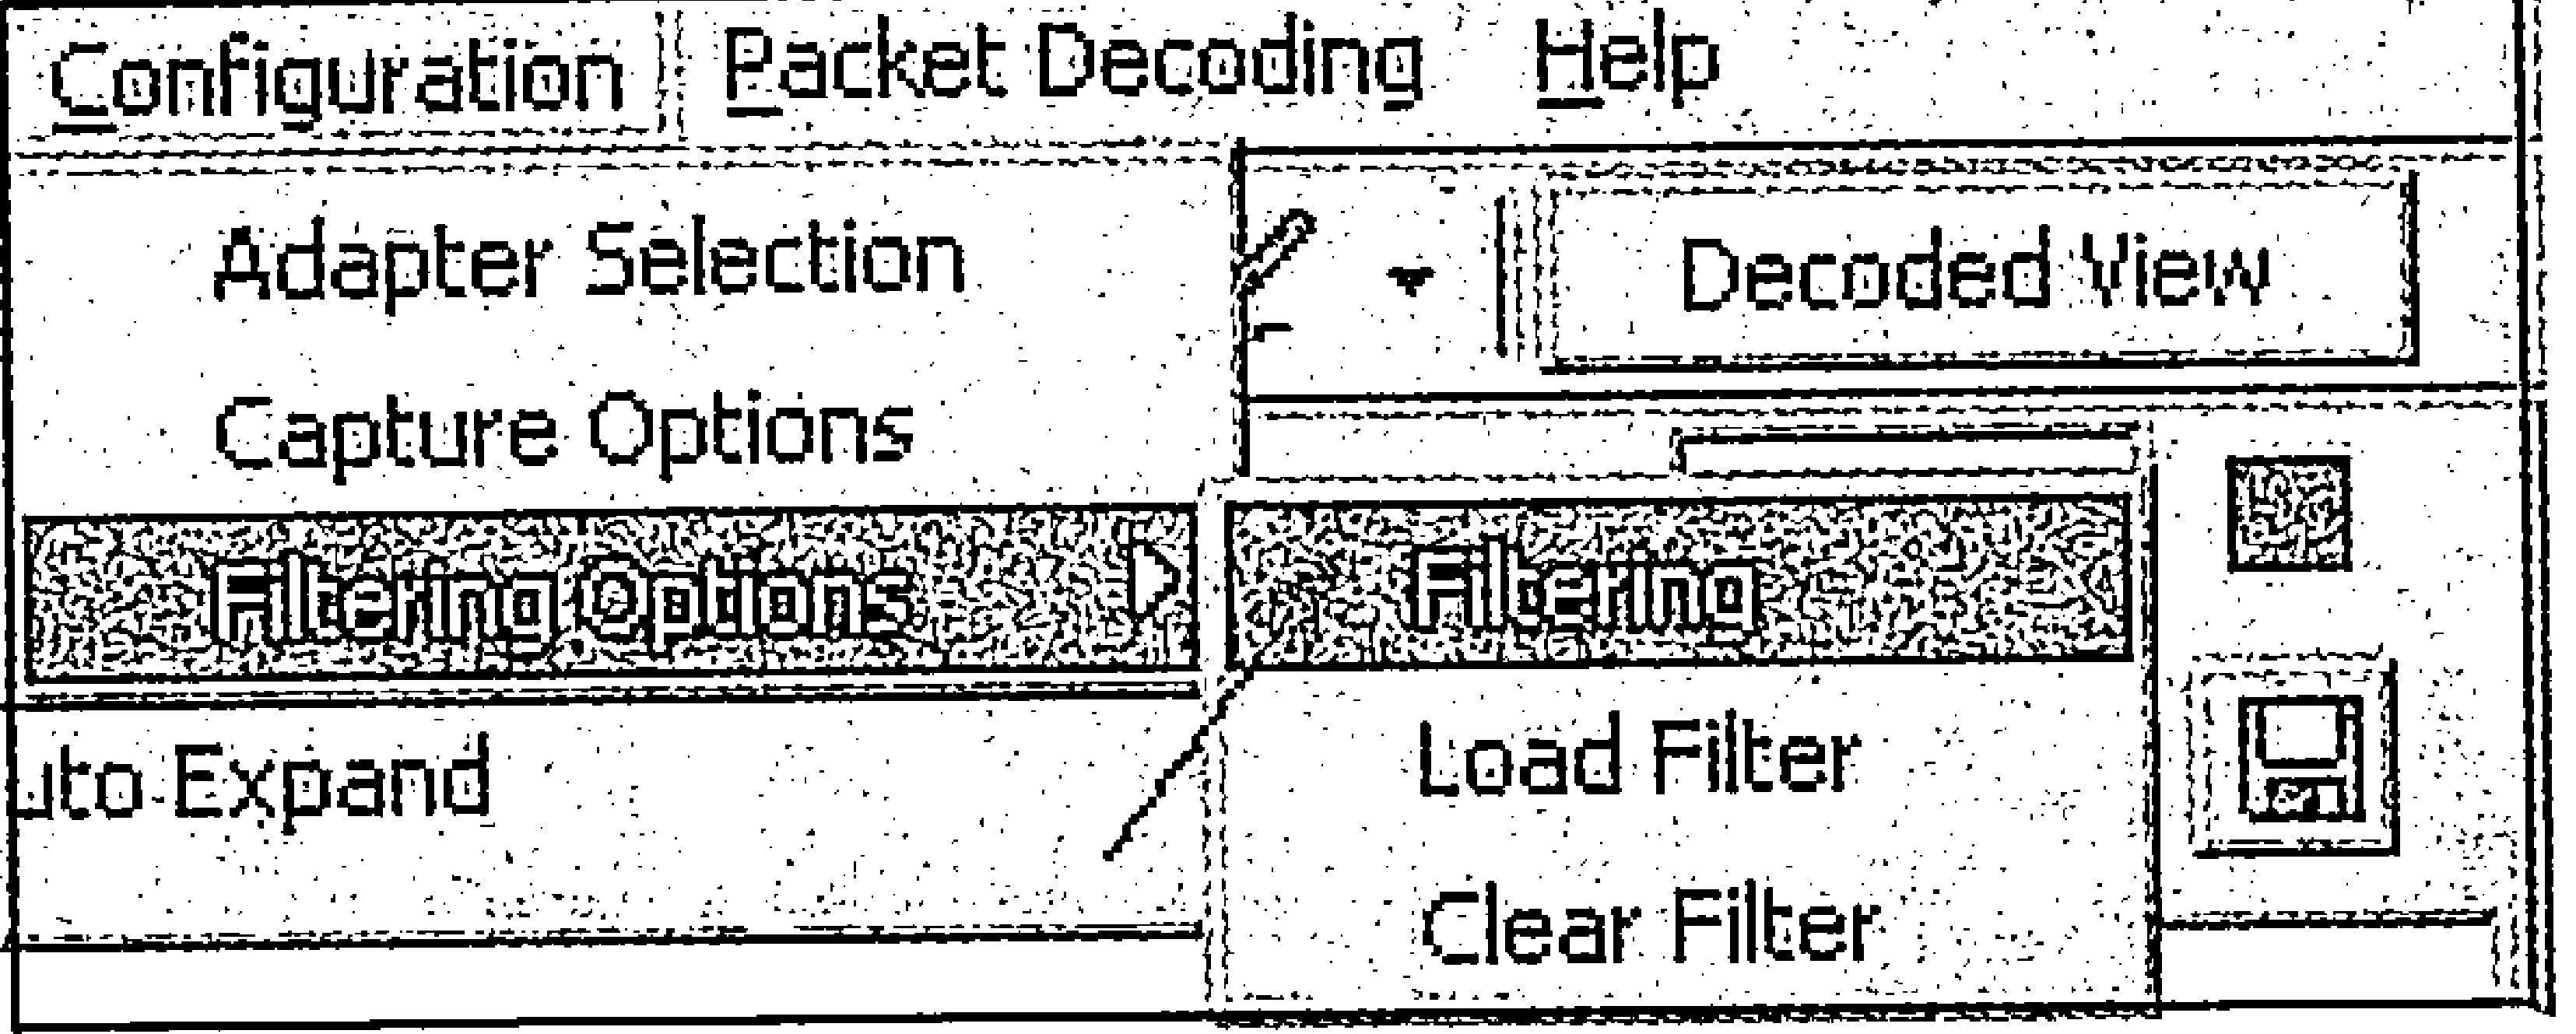 Configuration Packet Decoding Help
Adapter Selection
Decoded View
Capture Options
Filtering Options
Filtering
uto Expand
Load Filter
Clear Filter